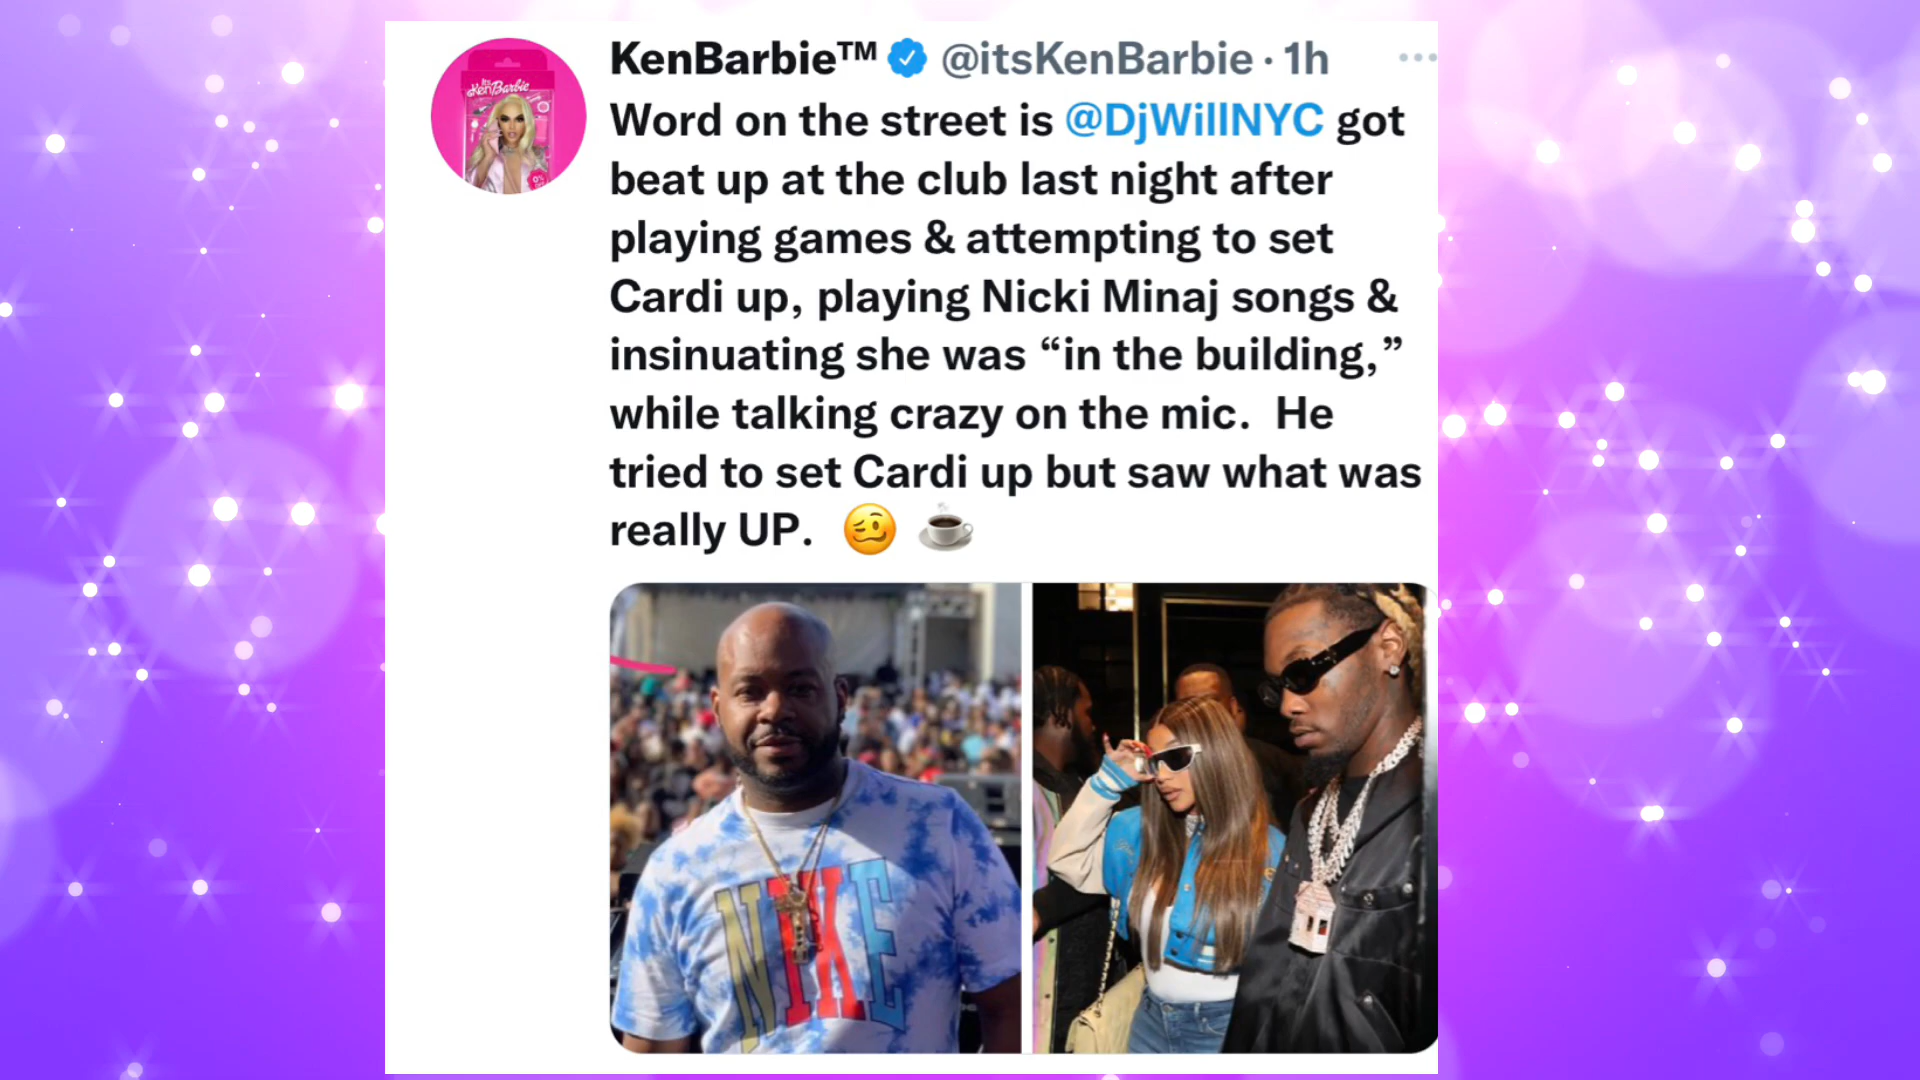 KenBarbie™ @itsKenBarbie · 1h
Word on the street is @DjWillNYC got
beat up at the club last night after
playing games & attempting to set
Cardi up, playing Nicki Minaj songs &
insinuating she was “in the building,”
while talking crazy on the mic.  He
tried to set Cardi up but saw what was
really UP. 🥴 ☕
It's
KenBarbie
NIKE